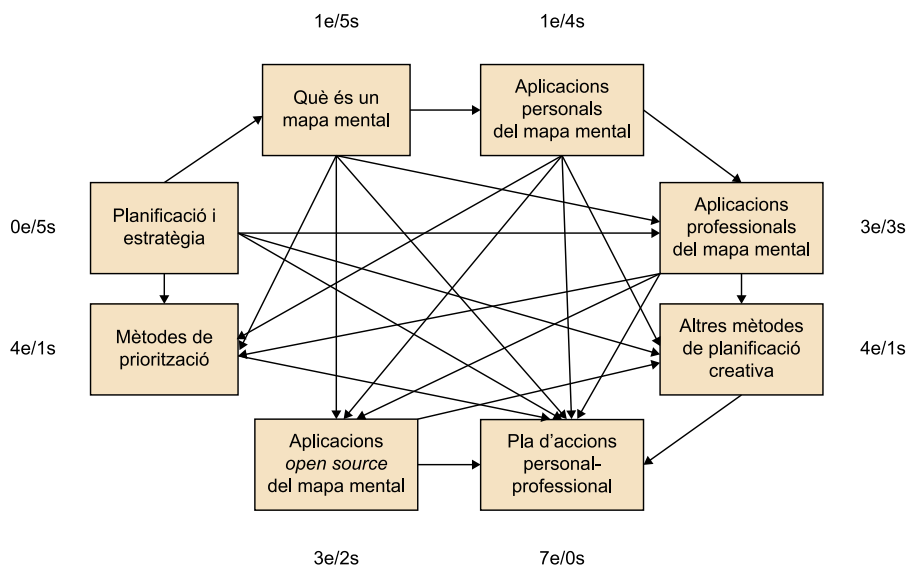 1e/5s
1e/4s
Què és un
mapa mental
Aplicacions
personals
del mapa mental
0e/5s
Planificació i
estratègia
Aplicacions
professionals
del mapa mental
3e/3s
4e/1s
Mètodes de
priorització
Altres mètodes
de planificació
creativa
4e/1s
Aplicacions
open source
del mapa mental
Pla d'accions
personal-
professional
3e/2s
7e/0s